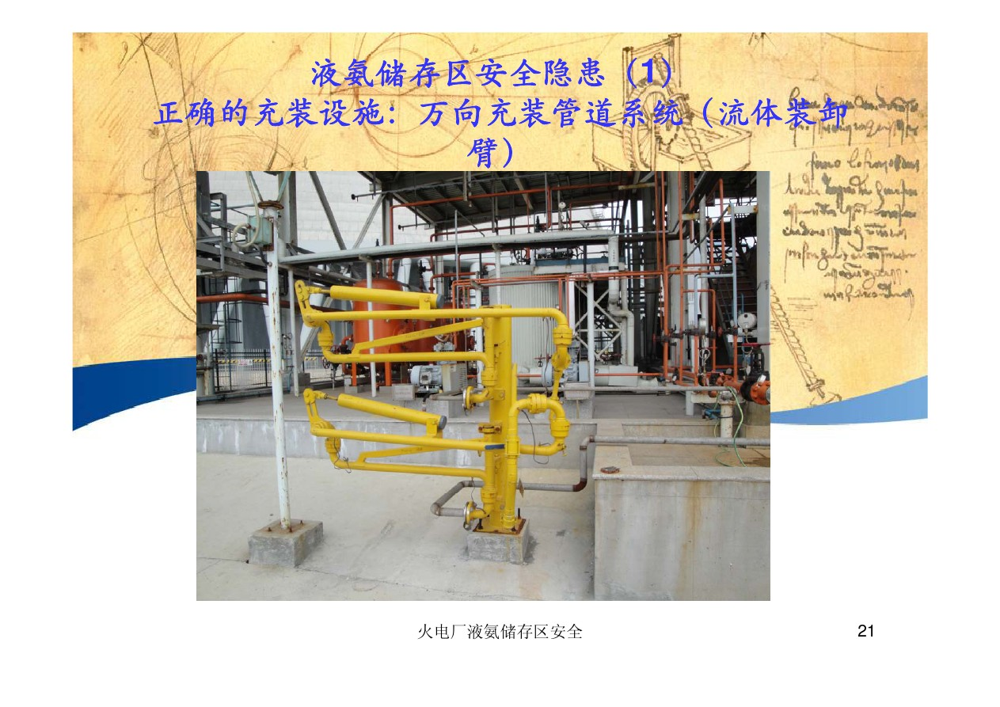 液氨储存区安全隐患（1）
正确的充装设施：万向充装管道系统（流体装卸
臂）
火电厂液氨储存区安全
21